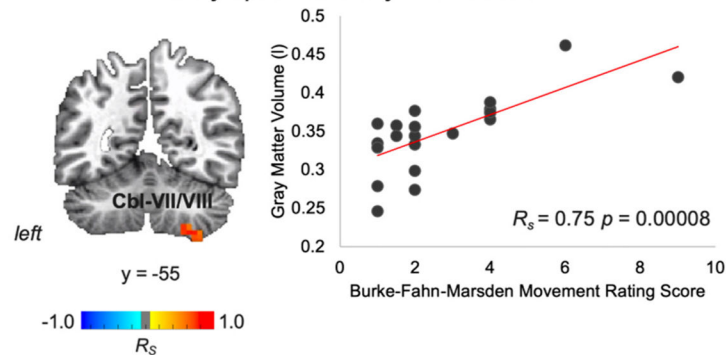 Cbl-VII/VIII
left
y = -55
-1.0
1.0
RS
Gray Matter Volume (l)
0.5
0.45
0.4
0.35
0.3
0.25
0.2
Rs = 0.75 p = 0.00008
0 2 4 6 8 10
Burke-Fahn-Marsden Movement Rating Score